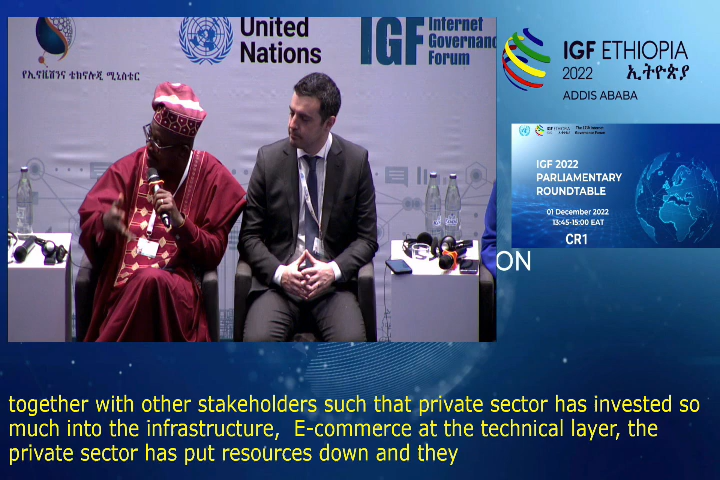 United
Nations
IGF
Internet
Governanc
Forum
የኢኖቬሽንና ቴክኖሎጂ ሚኒስቴር
IGF ETHIOPIA
2022 ኢትዮጵያ
ADDIS ABABA
IGF 2022
PARLIAMENTARY
ROUNDTABLE
01 December 2022
13:45-15:00 EAT
CR1
ON
together with other stakeholders such that private sector has invested so
much into the infrastructure,  E-commerce at the technical layer, the
private sector has put resources down and they